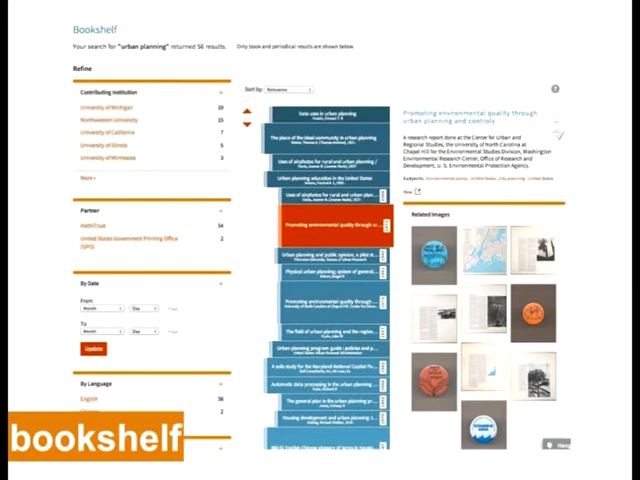 Bookshelf
Your search for "urban planning" returned 56 results. Only book and periodical results are shown below.
Refine
Contributing Institution
University of Michigan 19
Northwestern University 15
University of California 7
University of Illinois 5
University of Minnesota 3
More
Partner
HathiTrust 54
United States Government Printing Office (GPO) 2
By Date
From
Month Day
To
Month Day
Update
By Language
English 56
Sort by: Relevance
Data uses in urban planning
The place of the ideal community in urban planning
Uses of airphotos for rural and urban planning /
Urban planning education in the United States
Uses of airphotos for rural and urban plan...
Promoting environmental quality through ur...
Urban planning and public opinion, a pilot st...
Physical urban planning; system of general...
Promoting environmental quality through...
The field of urban planning and the region...
Urban planning program guide : policies and p...
A soils study for the Maryland-National Capital Pa...
Automatic data processing in the urban planning...
The general plan in the urban planning pr...
Housing development and urban planning; t...
Promoting environmental quality through
urban planning and controls
A research report done at the Center for Urban and
Regional Studies, the University of North Carolina at
Chapel Hill for the Environmental Studies Division, Washington
Environmental Research Center, Office of Research and
Development, U. S. Environmental Protection Agency.
Subjects:
View
Related Images
bookshelf